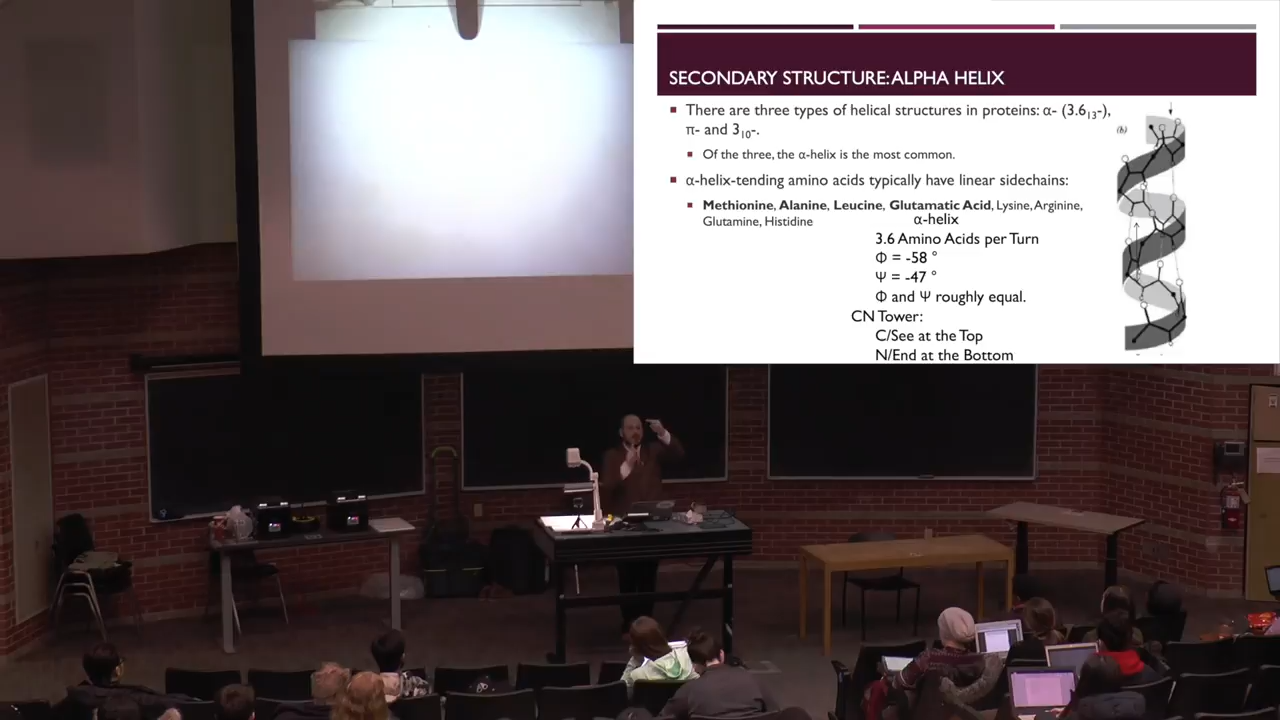 SECONDARY STRUCTURE: ALPHA HELIX
▪ There are three types of helical structures in proteins: α- (3.6₁₃-),
π- and 3₁₀-.
▪ Of the three, the α-helix is the most common.
▪ α-helix-tending amino acids typically have linear sidechains:
▪ Methionine, Alanine, Leucine, Glutamatic Acid, Lysine, Arginine,
Glutamine, Histidine
α-helix
3.6 Amino Acids per Turn
Φ = -58 °
Ψ = -47 °
Φ and Ψ roughly equal.
CN Tower:
C/See at the Top
N/End at the Bottom
(b)